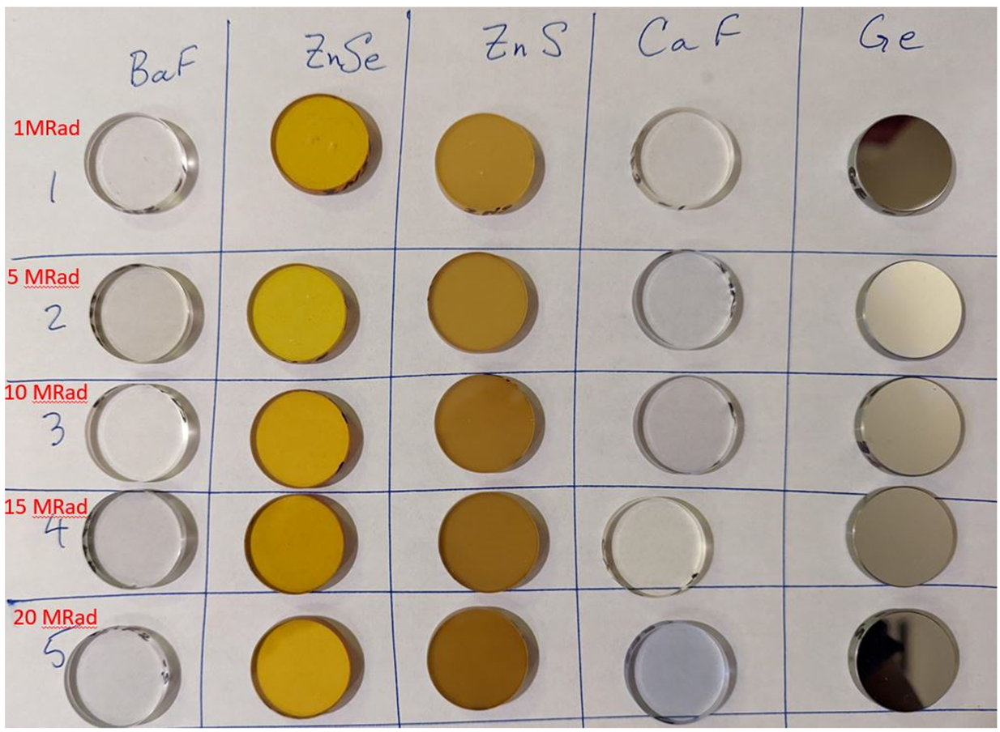 BaF ZnSe ZnS CaF Ge
1MRad
1
5 MRad
2
10 MRad
3
15 MRad
4
20 MRad
5